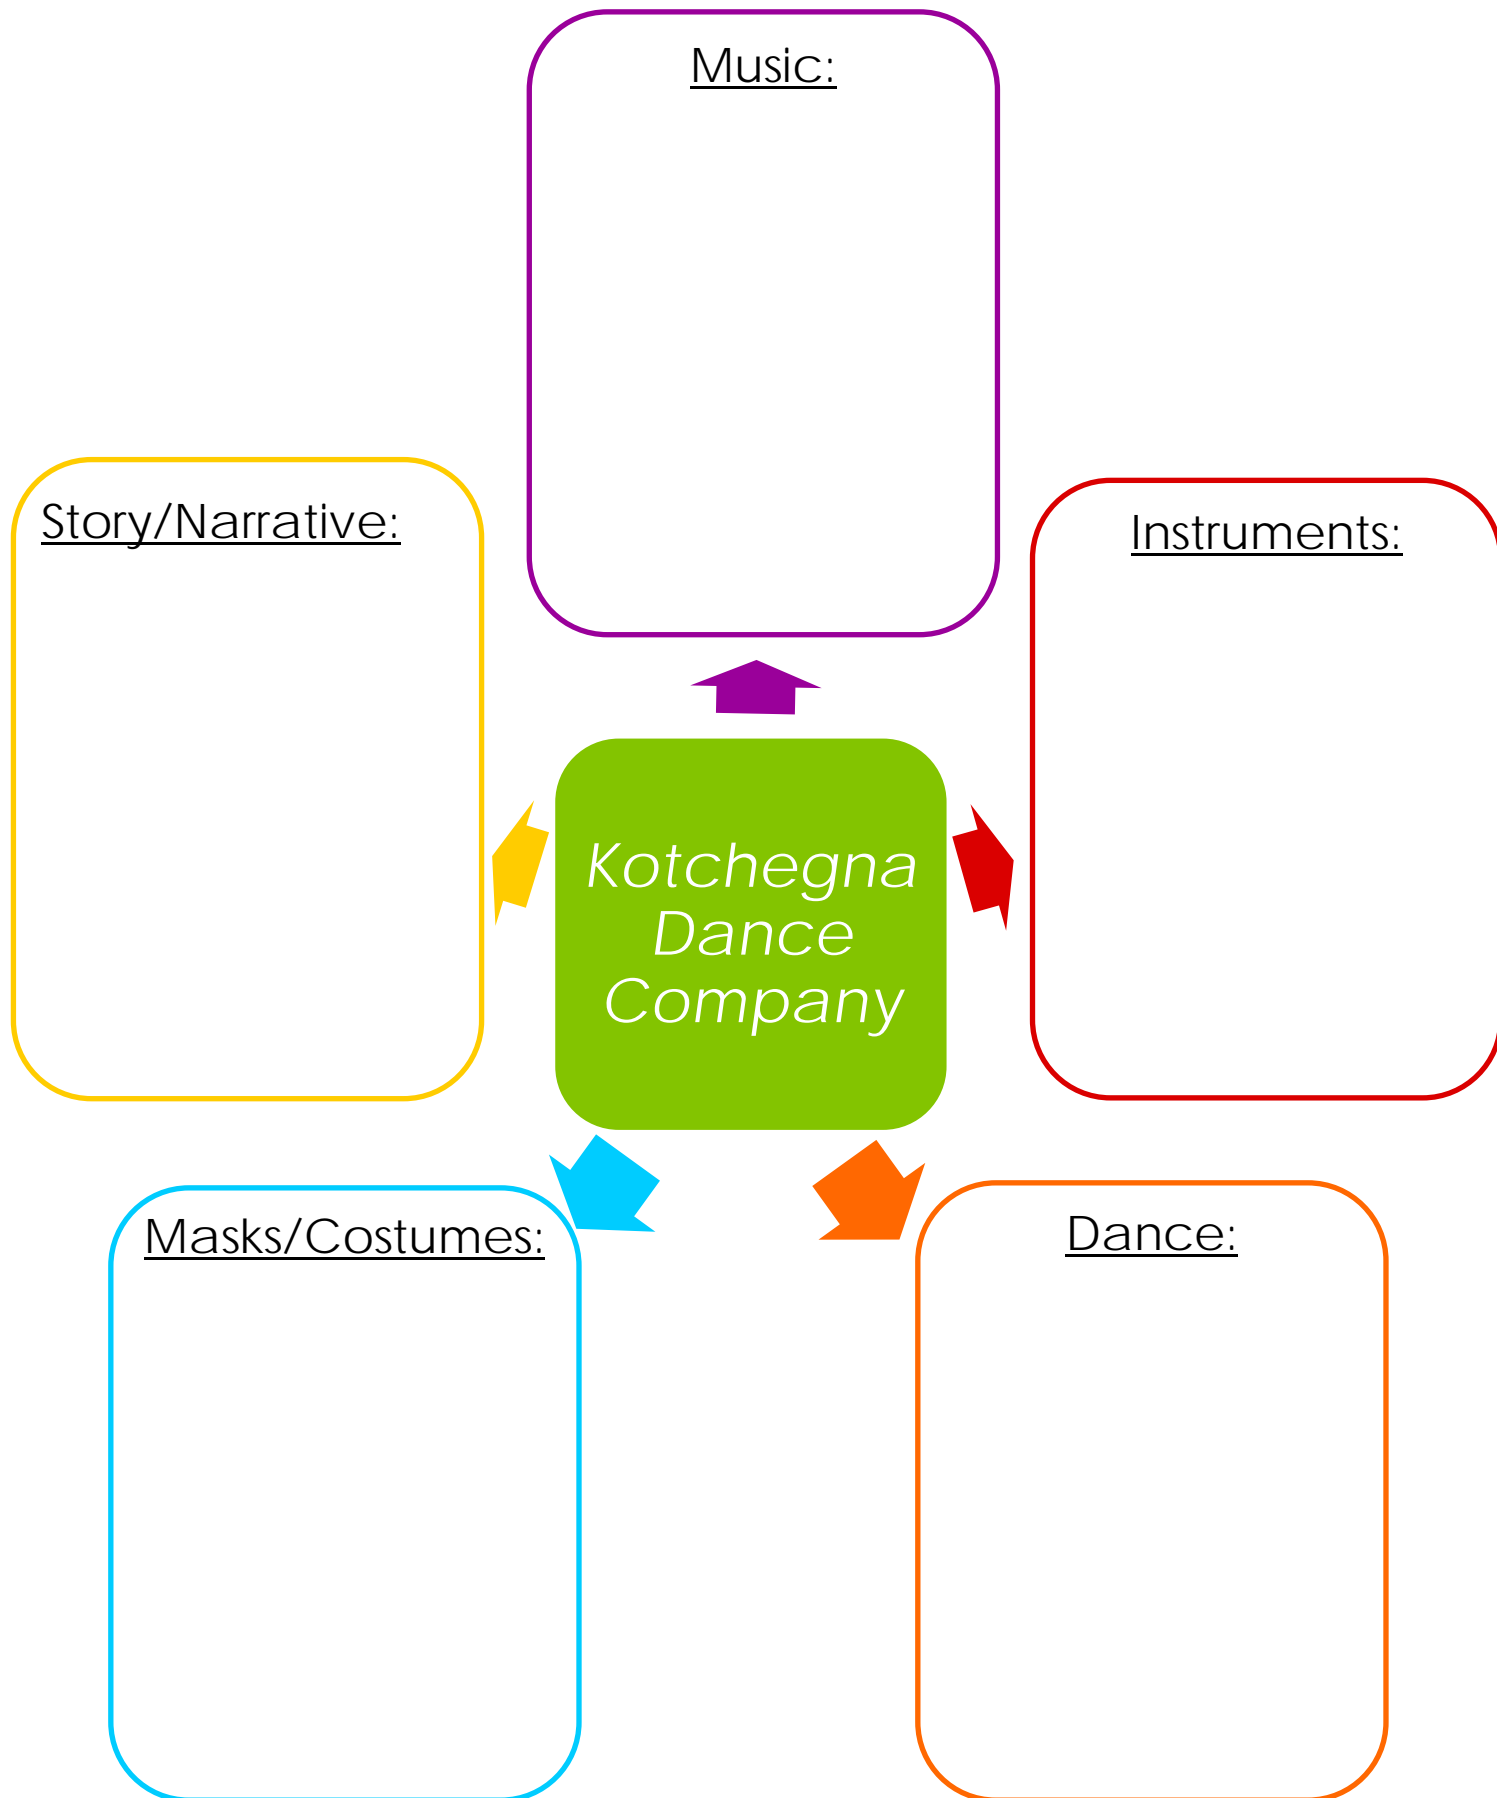 Music:
Story/Narrative:
Instruments:
Kotchegna
Dance
Company
Masks/Costumes:
Dance: